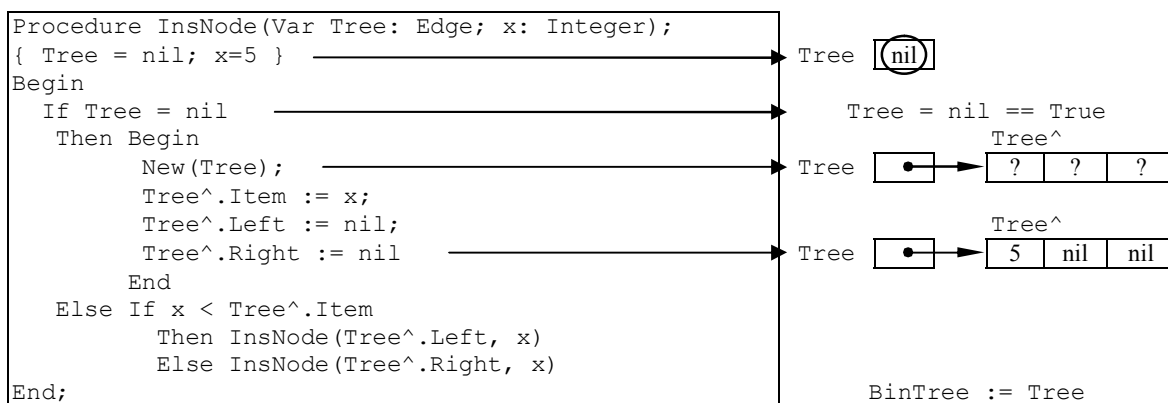 Procedure InsNode(Var Tree: Edge; x: Integer);
{ Tree = nil; x=5 }
Tree nil
Begin
If Tree = nil
Tree = nil == True
Then Begin
Tree^
New(Tree);
Tree ? ? ?
Tree^.Item := x;
Tree^.Left := nil;
Tree^
Tree^.Right := nil
Tree 5 nil nil
End
Else If x < Tree^.Item
Then InsNode(Tree^.Left, x)
Else InsNode(Tree^.Right, x)
End;
BinTree := Tree